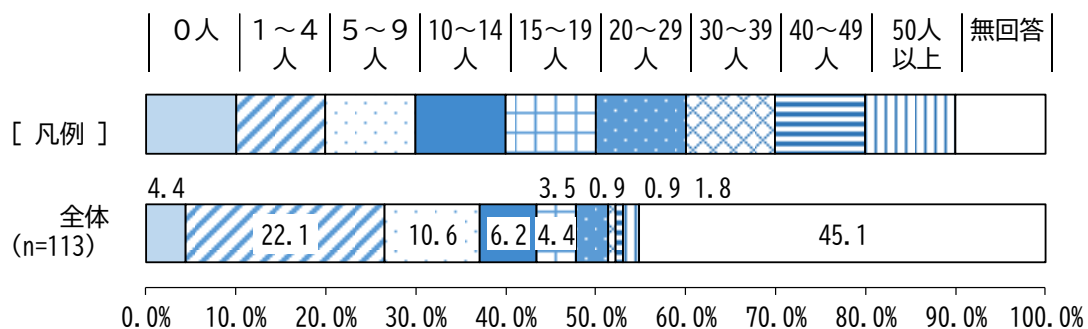 0人 1～4人 5～9人 10～14人 15～19人 20～29人 30～39人 40～49人 50人以上 無回答
[ 凡例 ]
4.4 3.5 0.9 0.9 1.8
全体
(n=113)
22.1 10.6 6.2 4.4 45.1
0.0% 10.0% 20.0% 30.0% 40.0% 50.0% 60.0% 70.0% 80.0% 90.0% 100.0%